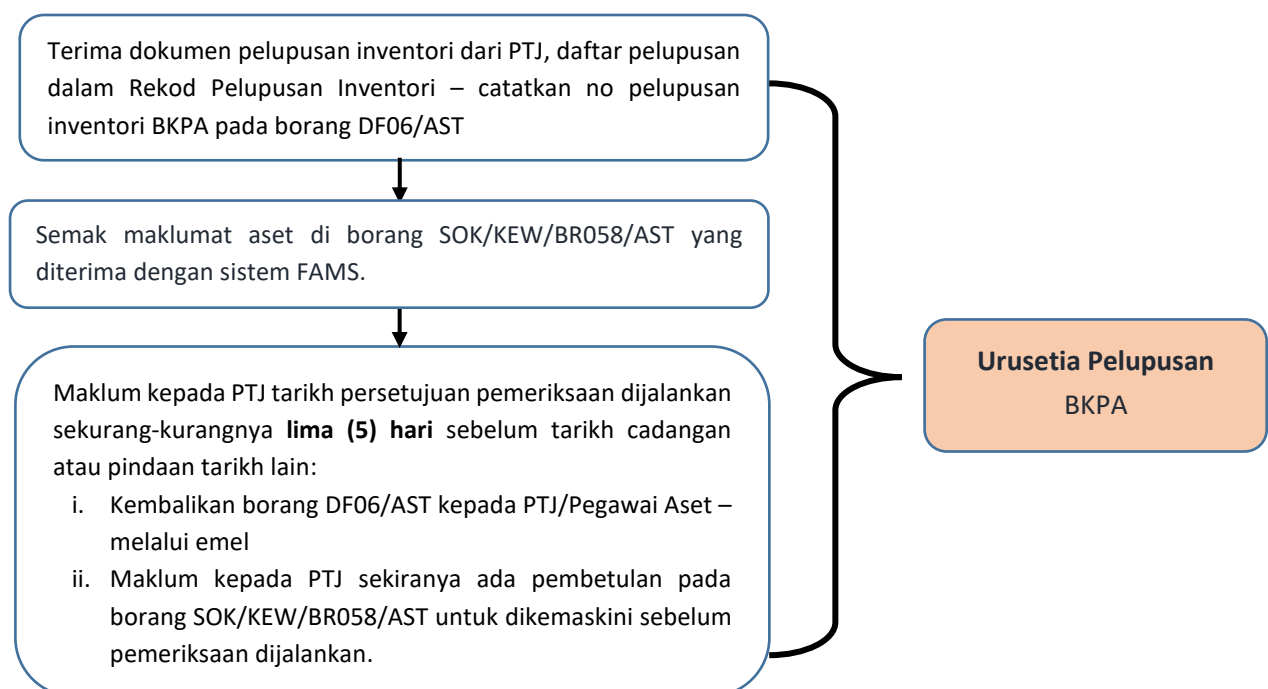 Terima dokumen pelupusan inventori dari PTJ, daftar pelupusan
dalam Rekod Pelupusan Inventori – catatkan no pelupusan
inventori BKPA pada borang DF06/AST
Semak maklumat aset di borang SOK/KEW/BR058/AST yang
diterima dengan sistem FAMS.
Maklum kepada PTJ tarikh persetujuan pemeriksaan dijalankan
sekurang-kurangnya lima (5) hari sebelum tarikh cadangan
atau pindaan tarikh lain:
i. Kembalikan borang DF06/AST kepada PTJ/Pegawai Aset –
melalui emel
ii. Maklum kepada PTJ sekiranya ada pembetulan pada
borang SOK/KEW/BR058/AST untuk dikemaskini sebelum
pemeriksaan dijalankan.
Urusetia Pelupusan
BKPA